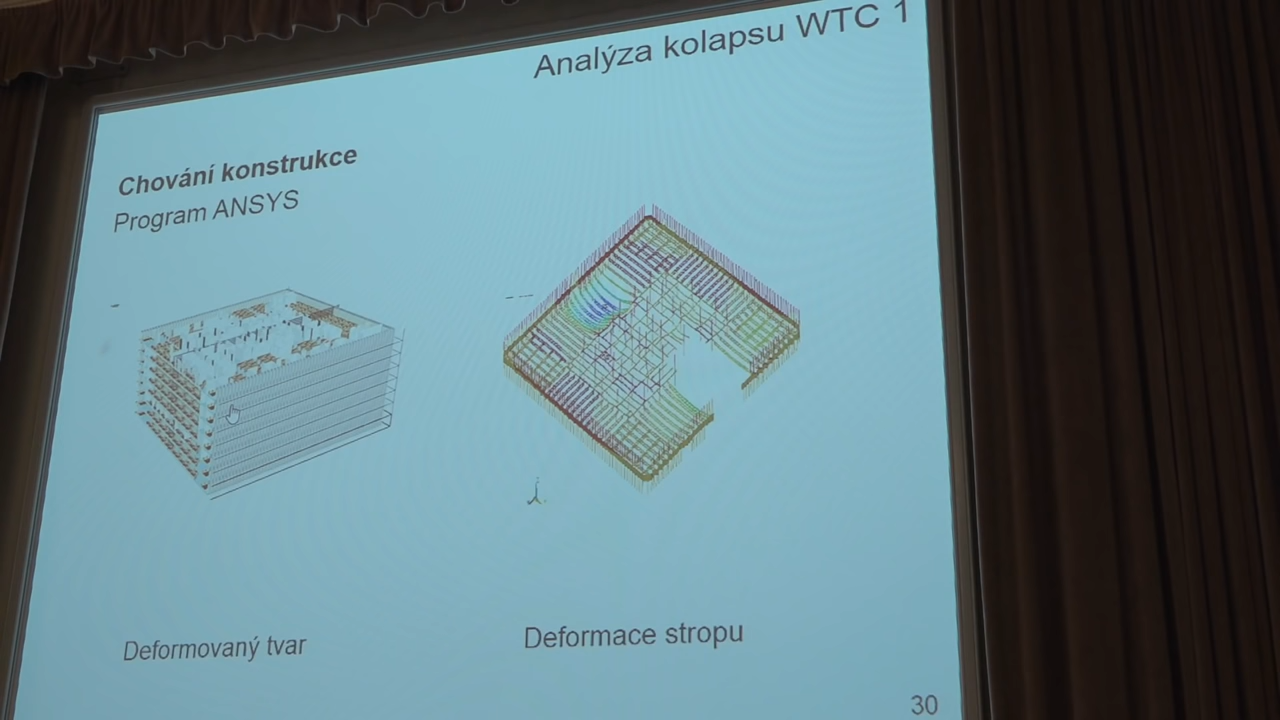 Analýza kolapsu WTC 1
Chování konstrukce
Program ANSYS
Deformovaný tvar
Deformace stropu
30